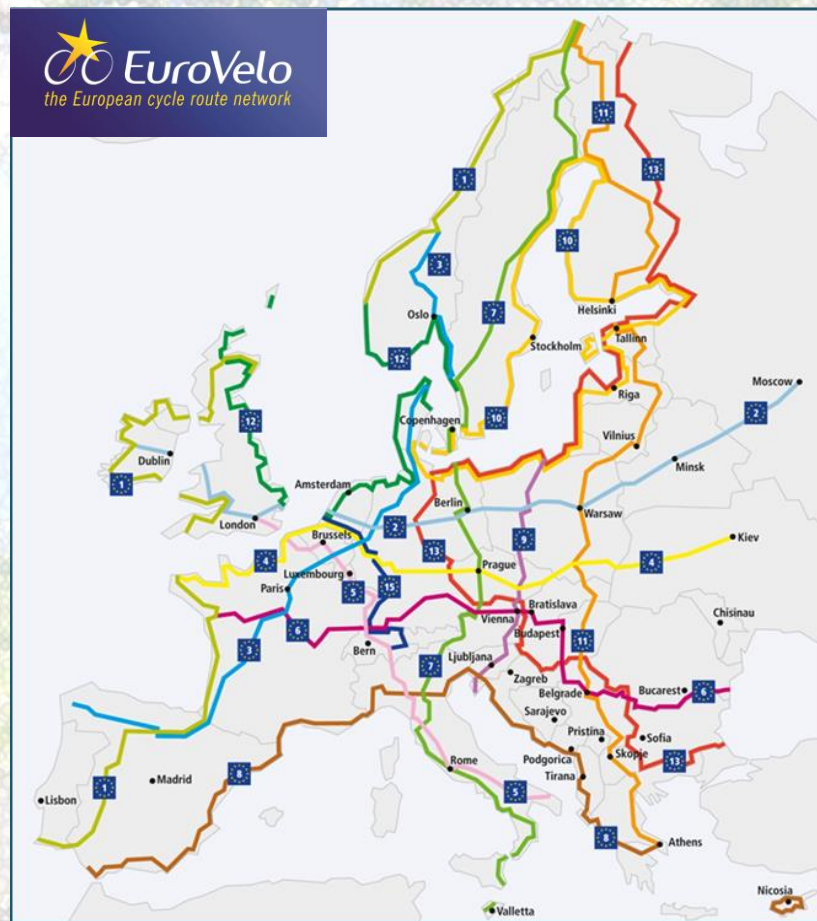 EuroVelo
the European cycle route network
11
1
13
3
10
Oslo
7
Helsinki
Tallinn
Stockholm
12
Moscow
Riga
2
12
Copenhagen
10
Vilnius
Dublin
Minsk
1
Amsterdam
Berlin
London
2
Warsaw
Brussels
9
Kiev
4
13
4
Luxembourg
Prague
15
Paris
5
Bratislava
Chisinau
6
Vienna
Budapest
Bern
11
3
7
Ljubljana
Zagreb
Belgrade
Bucarest
6
Sarajevo
Pristina
Sofia
Podgorica
Skopje
Rome
13
8
Madrid
Tirana
1
5
Lisbon
8
Athens
Nicosia
Valletta